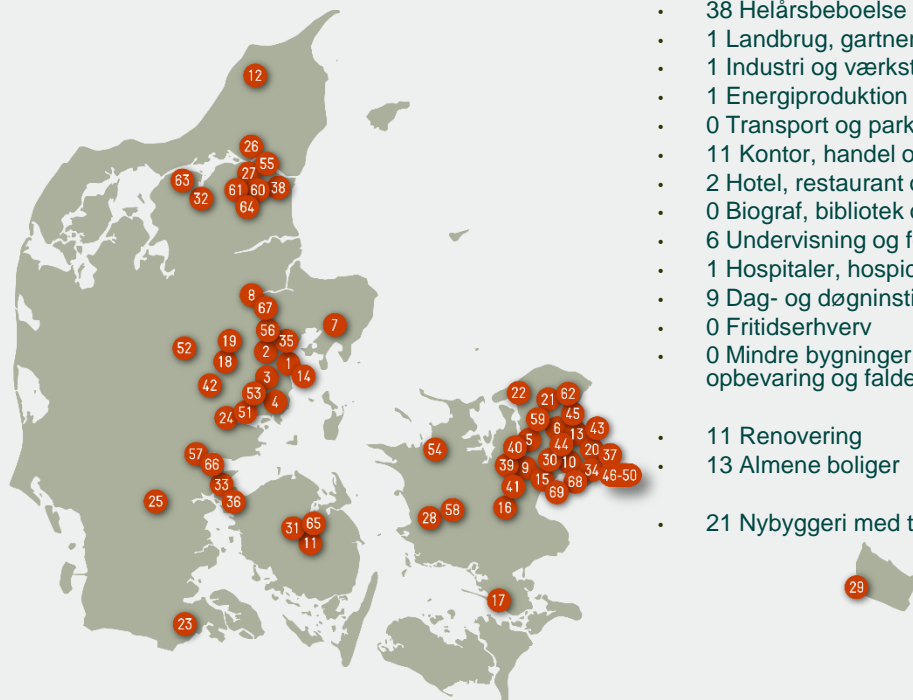 • 38 Helårsbeboelse
• 1 Landbrug, gartner
• 1 Industri og værkst
• 1 Energiproduktion
• 0 Transport og park
• 11 Kontor, handel o
• 2 Hotel, restaurant
• 0 Biograf, bibliotek
• 6 Undervisning og f
• 1 Hospitaler, hospic
• 9 Dag- og døgninsti
• 0 Fritidserhverv
• 0 Mindre bygninger
opbevaring og falde
• 11 Renovering
• 13 Almene boliger
• 21 Nybyggeri med t
12
26
55
27
63
61 60 38
32
64
8
67
7
56
19 35
52 2
18 1
14
3
42
53
4
24 51
57
66
33
25 36
65
31
11
23
22 21 62
59 45
6 13 43
5 44
40 54
20 37
30 10
39 9 34 46-50
15 68
41 69
16
58
28
17
29